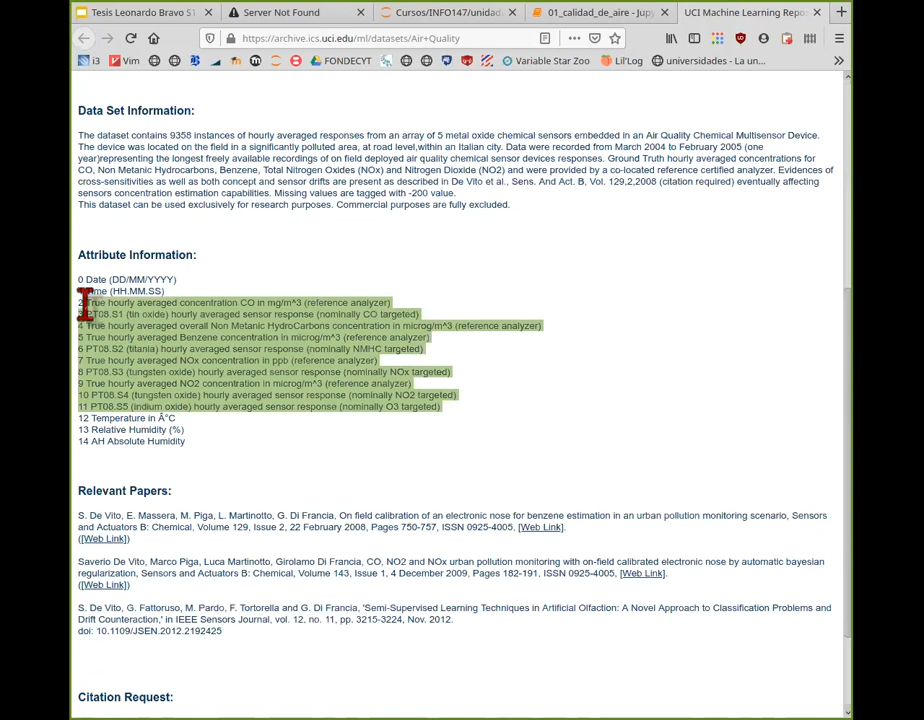 Tesis Leonardo Bravo ST
Server Not Found
Cursos/INFO147/unidad
01_calidad_de_aire - Jupy
UCI Machine Learning Repo
https://archive.ics.uci.edu/ml/datasets/Air+Quality
i3
Vim
FONDECYT
Variable Star Zoo
Lil'Log
universidades - La un...
Data Set Information:
The dataset contains 9358 instances of hourly averaged responses from an array of 5 metal oxide chemical sensors embedded in an Air Quality Chemical Multisensor Device.
The device was located on the field in a significantly polluted area, at road level,within an Italian city. Data were recorded from March 2004 to February 2005 (one
year)representing the longest freely available recordings of on field deployed air quality chemical sensor devices responses. Ground Truth hourly averaged concentrations for
CO, Non Metanic Hydrocarbons, Benzene, Total Nitrogen Oxides (NOx) and Nitrogen Dioxide (NO2) and were provided by a co-located reference certified analyzer. Evidences of
cross-sensitivities as well as both concept and sensor drifts are present as described in De Vito et al., Sens. And Act. B, Vol. 129,2,2008 (citation required) eventually affecting
sensors concentration estimation capabilities. Missing values are tagged with -200 value.
This dataset can be used exclusively for research purposes. Commercial purposes are fully excluded.
Attribute Information:
0 Date (DD/MM/YYYY)
Time (HH.MM.SS)
2 True hourly averaged concentration CO in mg/m^3 (reference analyzer)
3 PT08.S1 (tin oxide) hourly averaged sensor response (nominally CO targeted)
4 True hourly averaged overall Non Metanic HydroCarbons concentration in microg/m^3 (reference analyzer)
5 True hourly averaged Benzene concentration in microg/m^3 (reference analyzer)
6 PT08.S2 (titania) hourly averaged sensor response (nominally NMHC targeted)
7 True hourly averaged NOx concentration in ppb (reference analyzer)
8 PT08.S3 (tungsten oxide) hourly averaged sensor response (nominally NOx targeted)
9 True hourly averaged NO2 concentration in microg/m^3 (reference analyzer)
10 PT08.S4 (tungsten oxide) hourly averaged sensor response (nominally NO2 targeted)
11 PT08.S5 (indium oxide) hourly averaged sensor response (nominally O3 targeted)
12 Temperature in Â°C
13 Relative Humidity (%)
14 AH Absolute Humidity
Relevant Papers:
S. De Vito, E. Massera, M. Piga, L. Martinotto, G. Di Francia, On field calibration of an electronic nose for benzene estimation in an urban pollution monitoring scenario, Sensors
and Actuators B: Chemical, Volume 129, Issue 2, 22 February 2008, Pages 750-757, ISSN 0925-4005, [Web Link].
([Web Link])
Saverio De Vito, Marco Piga, Luca Martinotto, Girolamo Di Francia, CO, NO2 and NOx urban pollution monitoring with on-field calibrated electronic nose by automatic bayesian
regularization, Sensors and Actuators B: Chemical, Volume 143, Issue 1, 4 December 2009, Pages 182-191, ISSN 0925-4005, [Web Link].
([Web Link])
S. De Vito, G. Fattoruso, M. Pardo, F. Tortorella and G. Di Francia, 'Semi-Supervised Learning Techniques in Artificial Olfaction: A Novel Approach to Classification Problems and
Drift Counteraction,' in IEEE Sensors Journal, vol. 12, no. 11, pp. 3215-3224, Nov. 2012.
doi: 10.1109/JSEN.2012.2192425
Citation Request: